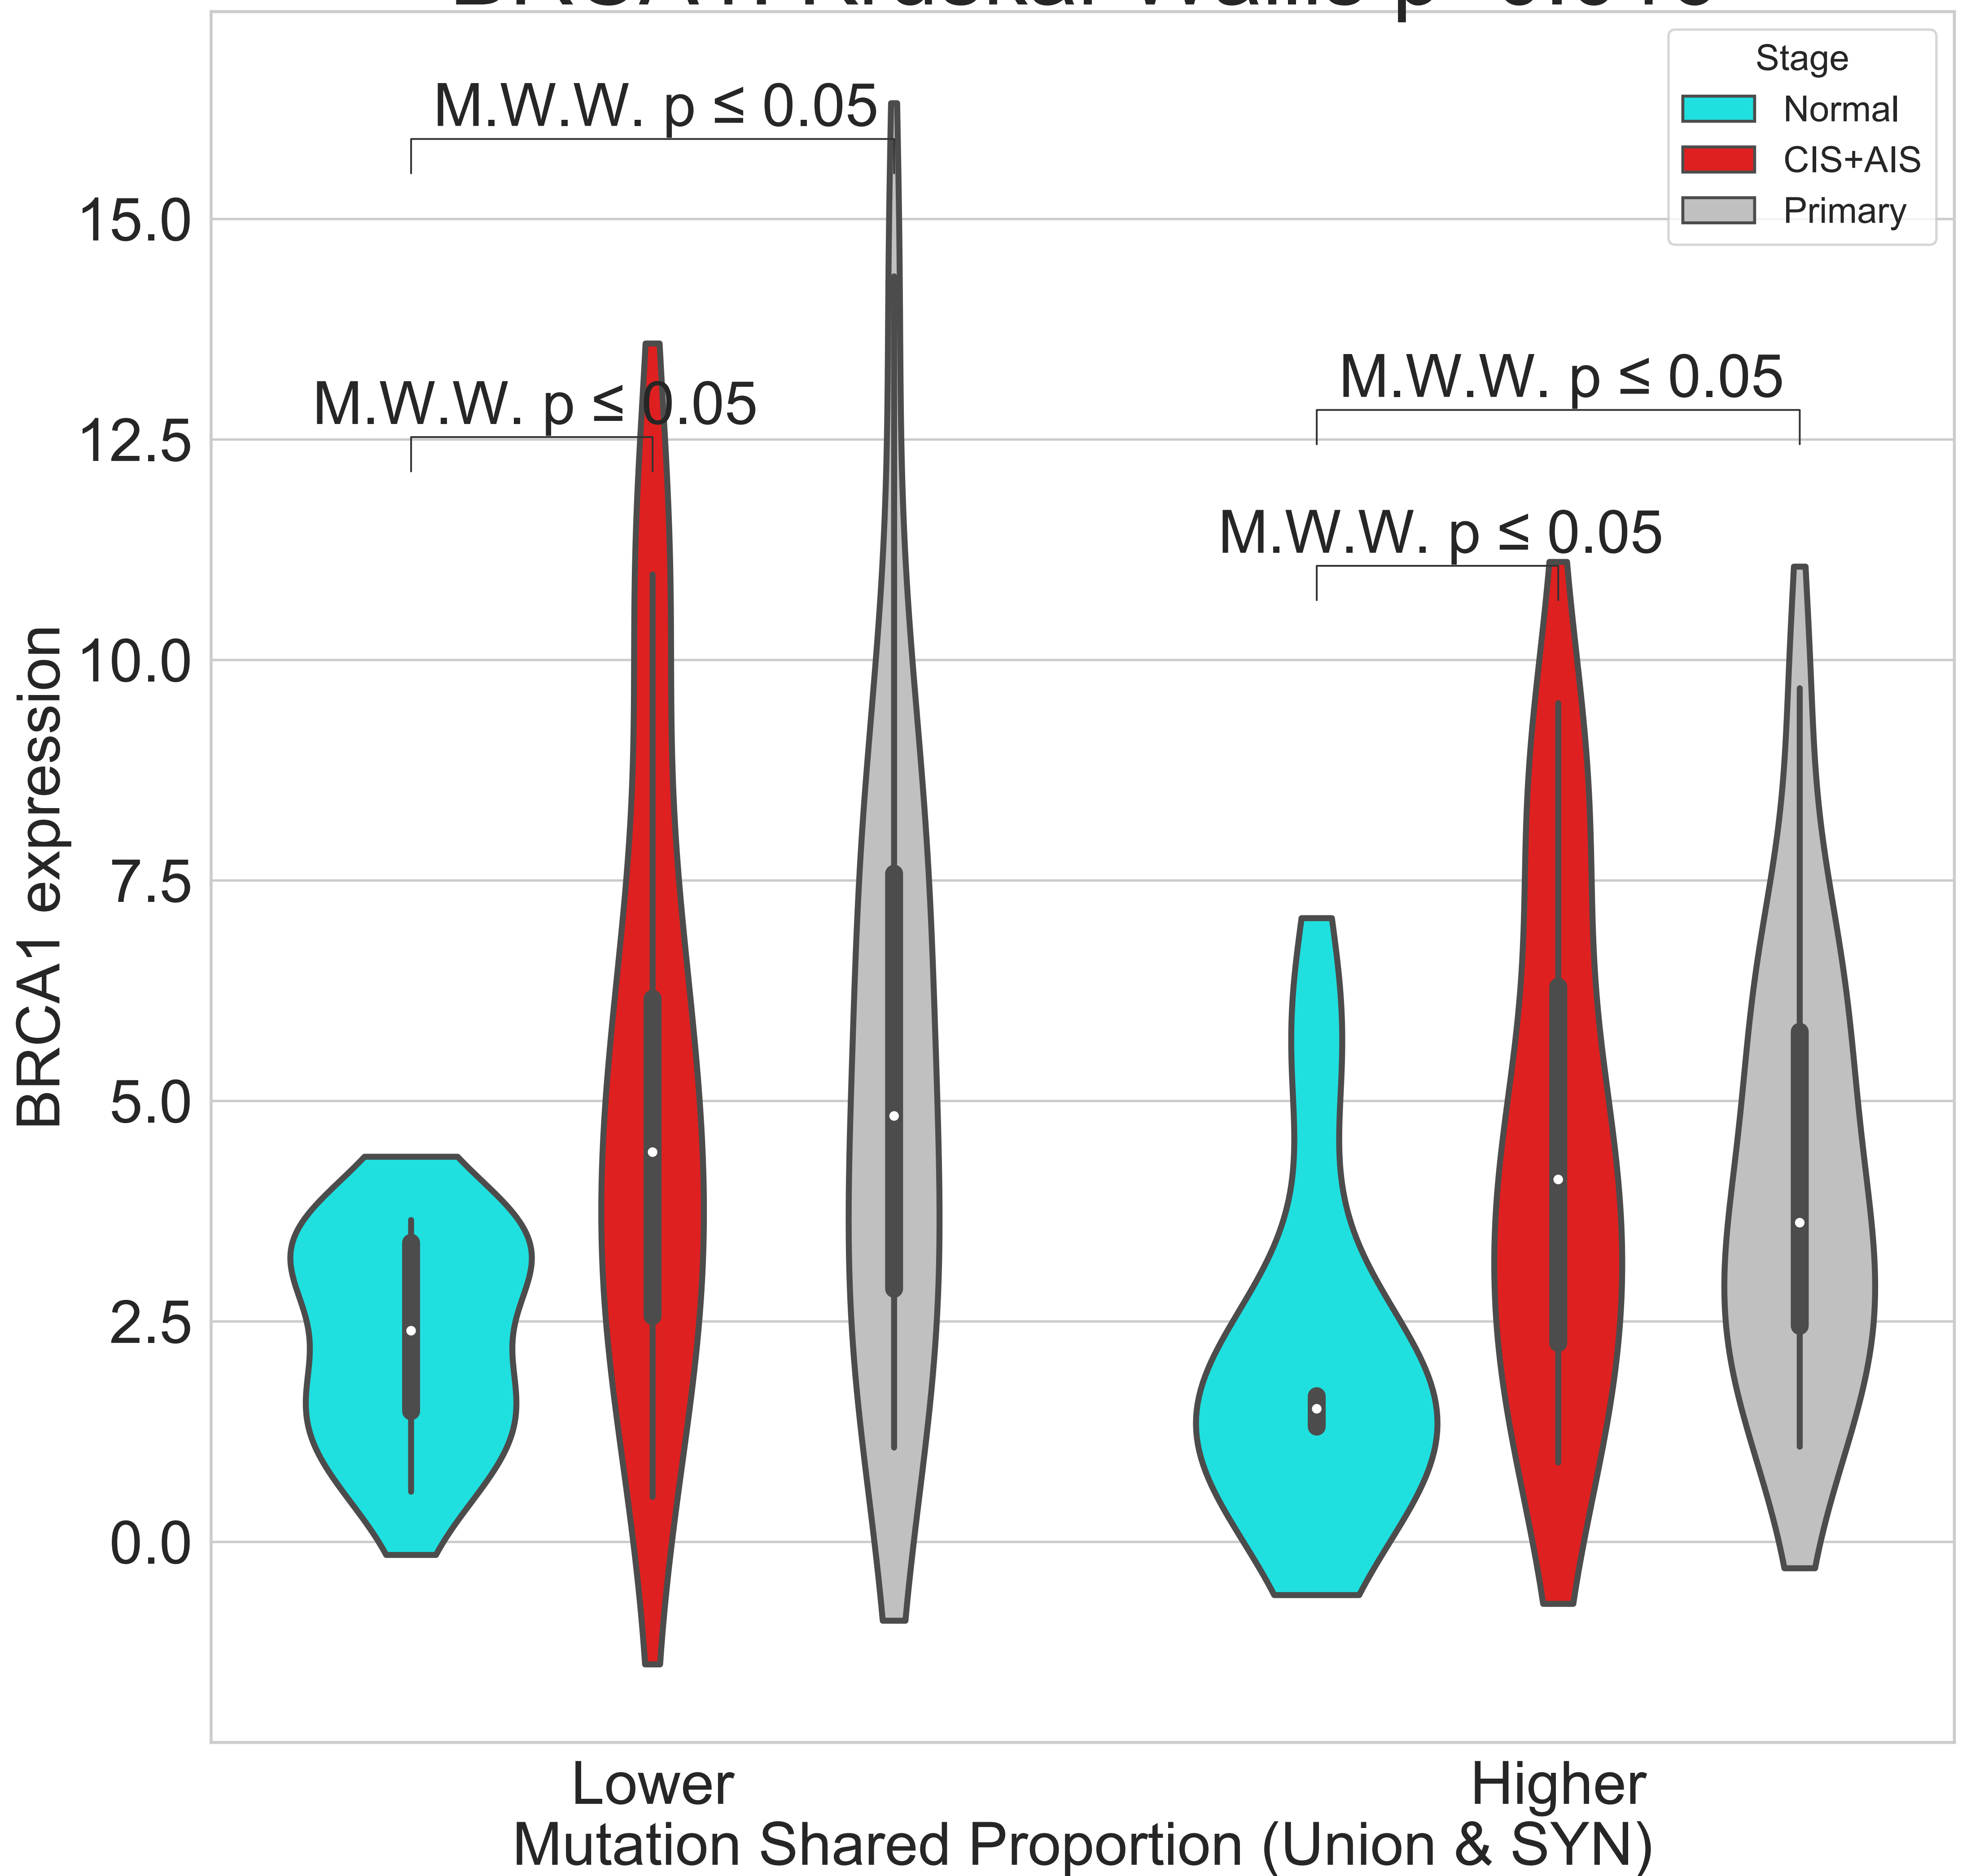 Stage
Normal
CIS+AIS
Primary
M.W.W. p ≤ 0.05
M.W.W. p ≤ 0.05
M.W.W. p ≤ 0.05
M.W.W. p ≤ 0.05
15.0
12.5
10.0
7.5
5.0
2.5
0.0
BRCA1 expression
Lower
Higher
Mutation Shared Proportion (Union & SYN)